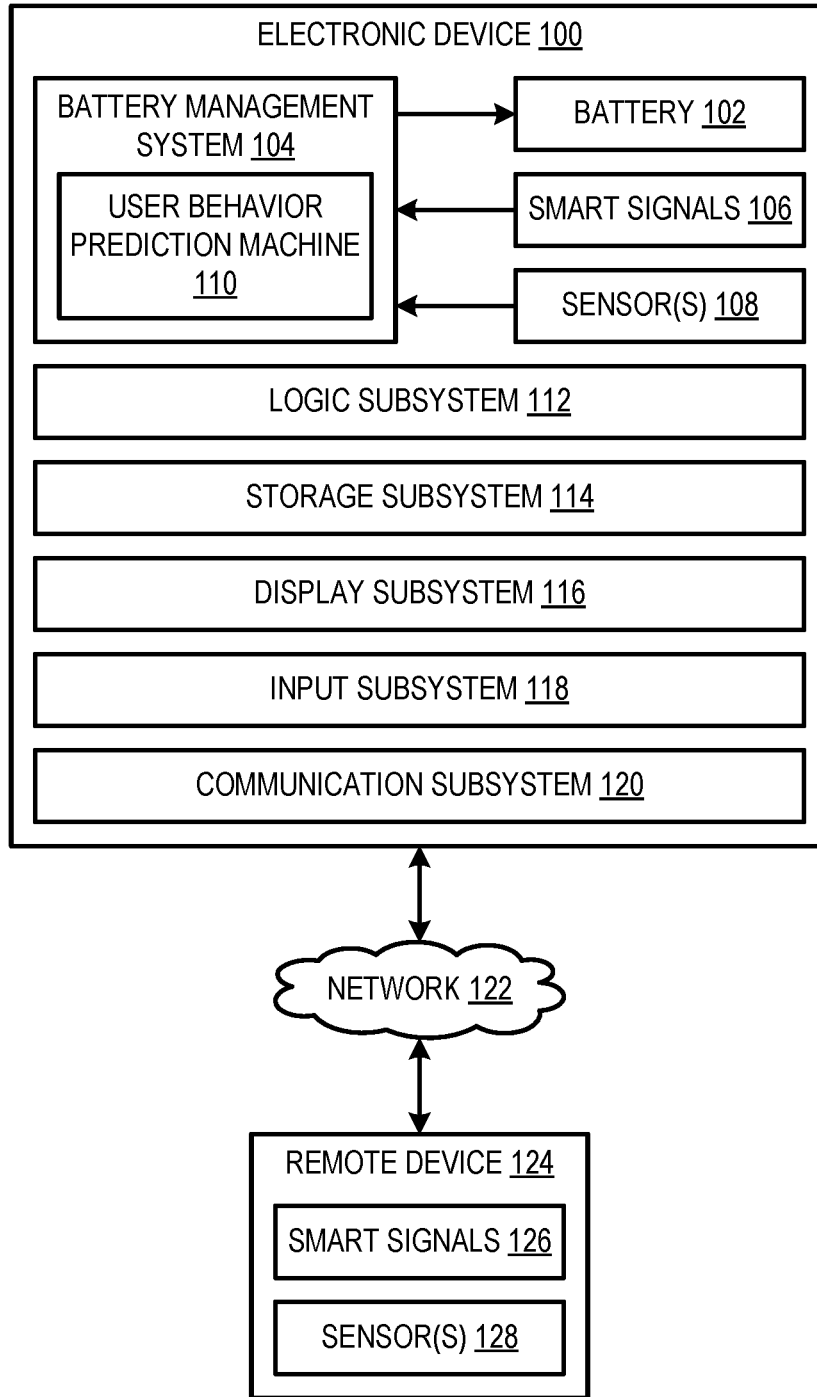 ELECTRONIC DEVICE 100
BATTERY MANAGEMENT
SYSTEM 104
USER BEHAVIOR
PREDICTION MACHINE
110
BATTERY 102
SMART SIGNALS 106
SENSOR(S) 108
LOGIC SUBSYSTEM 112
STORAGE SUBSYSTEM 114
DISPLAY SUBSYSTEM 116
INPUT SUBSYSTEM 118
COMMUNICATION SUBSYSTEM 120
NETWORK 122
REMOTE DEVICE 124
SMART SIGNALS 126
SENSOR(S) 128